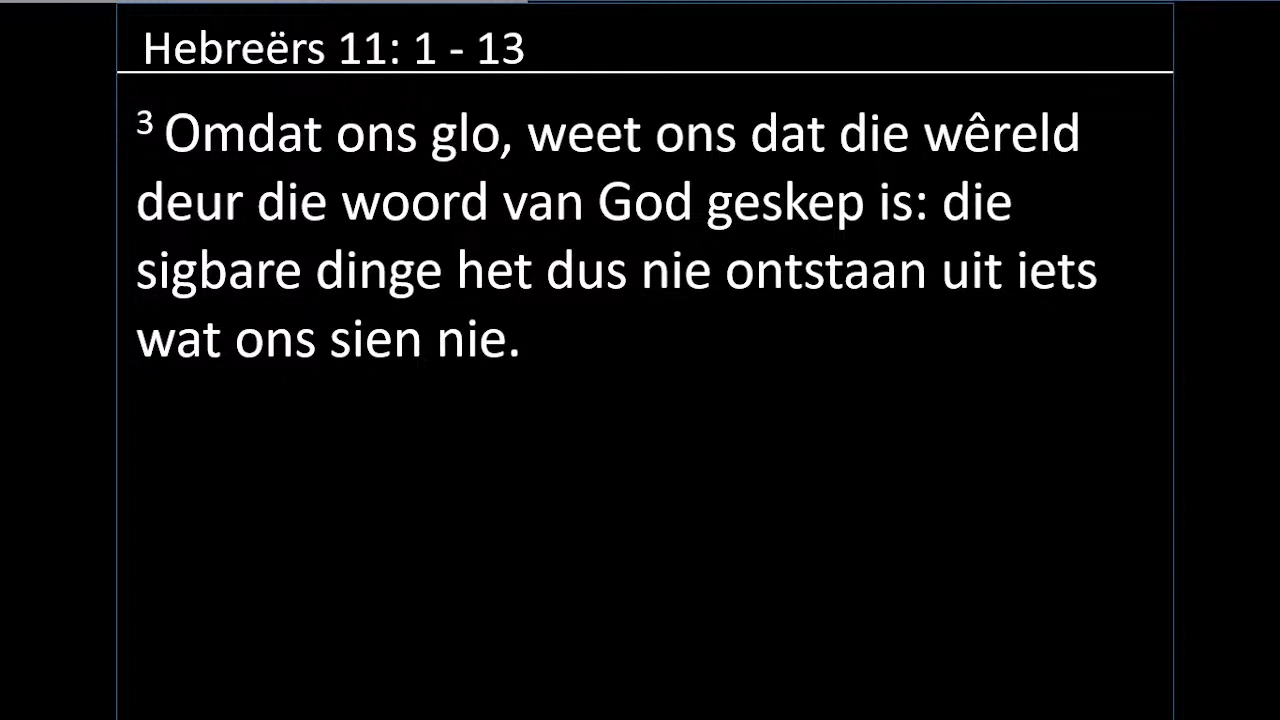 Hebreërs 11: 1 - 13
3 Omdat ons glo, weet ons dat die wêreld
deur die woord van God geskep is: die
sigbare dinge het dus nie ontstaan uit iets
wat ons sien nie.